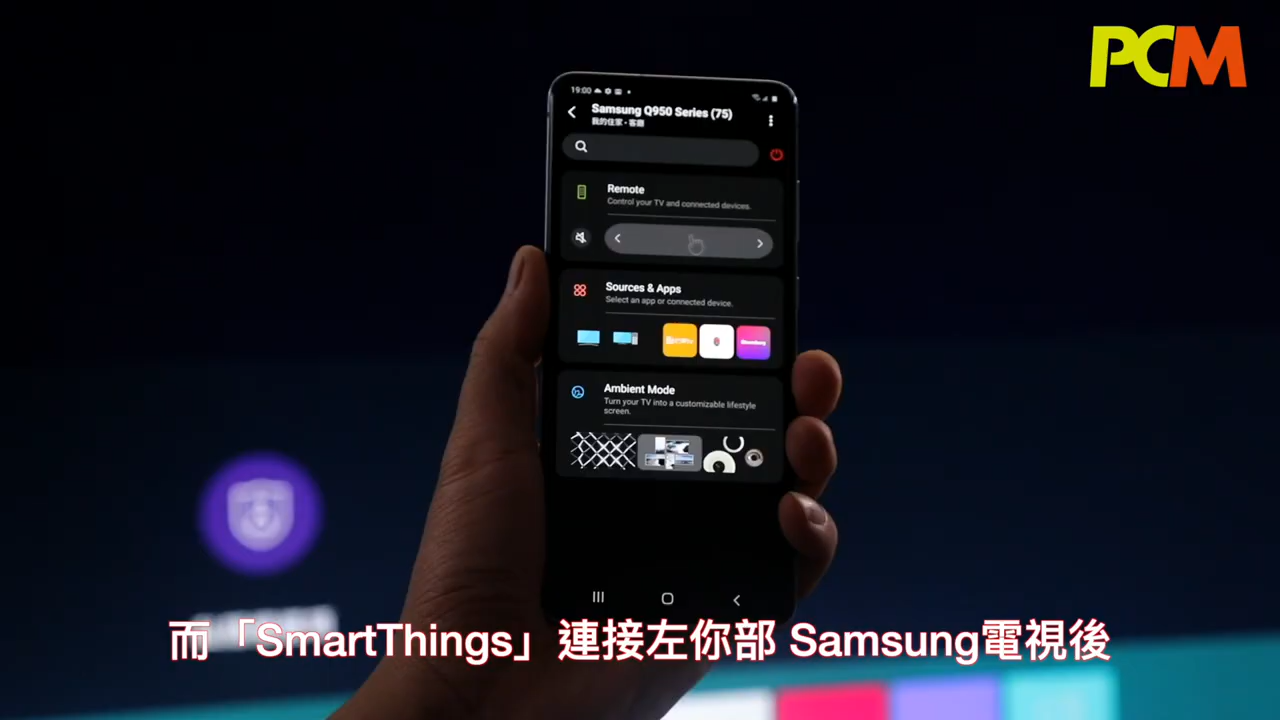 PCM
19:00
Samsung Q950 Series (75)
我的住家・客廳
Remote
Control your TV and connected devices.
Sources & Apps
Select an app or connected device.
Bloomberg
Ambient Mode
Turn your TV into a customizable lifestyle
screen.
而「SmartThings」連接左你部 Samsung電視後